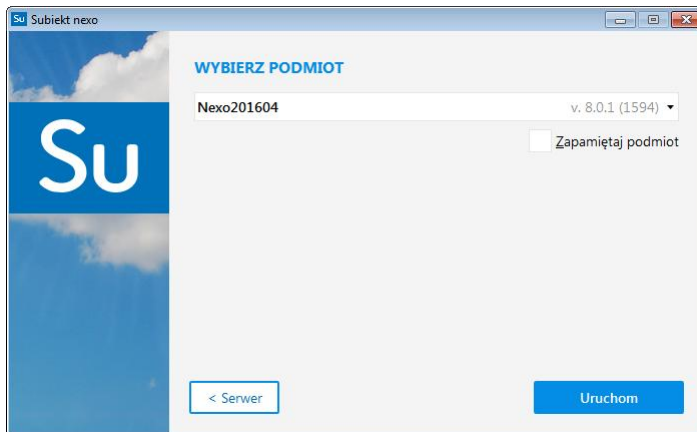 Su Subiekt nexo
WYBIERZ PODMIOT
Nexo201604 v. 8.0.1 (1594)
Zapamiętaj podmiot
Su
< Serwer
Uruchom